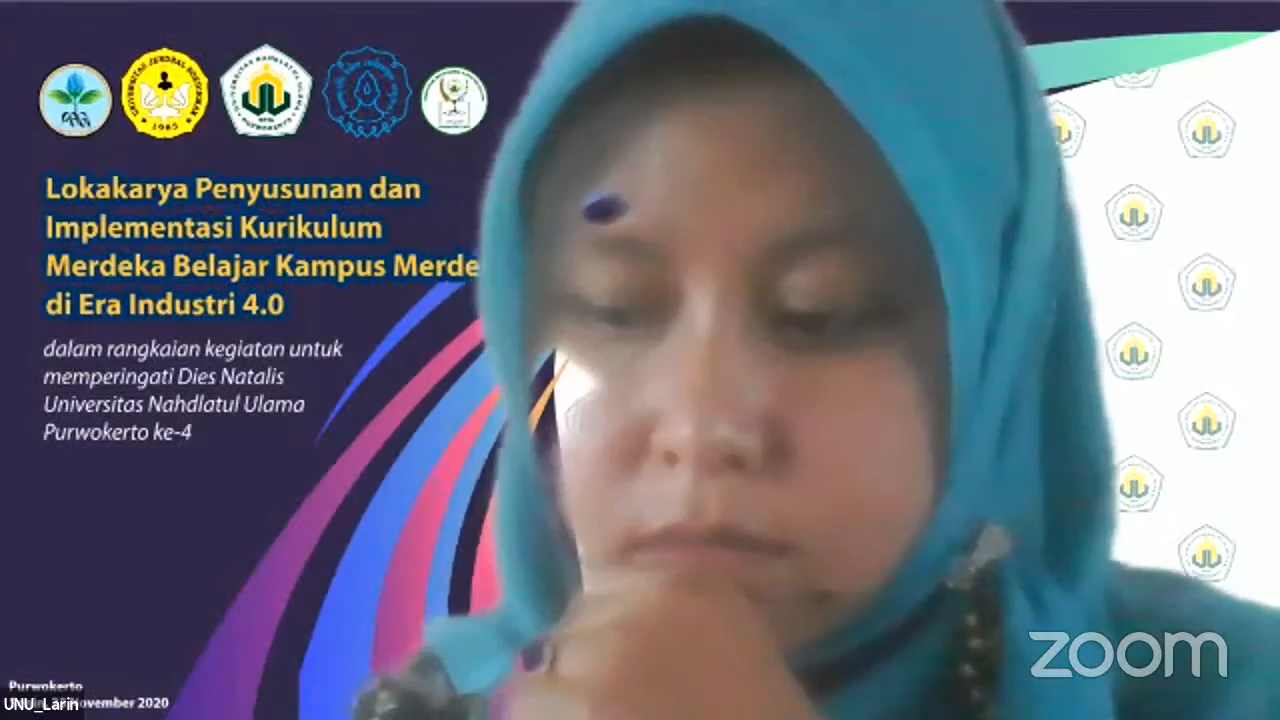 Lokakarya Penyusunan dan
Implementasi Kurikulum
Merdeka Belajar Kampus Merde
di Era Industri 4.0
dalam rangkaian kegiatan untuk
memperingati Dies Natalis
Universitas Nahdlatul Ulama
Purwokerto ke-4
Purwokerto
November 2020
UNU_Larin
zoom